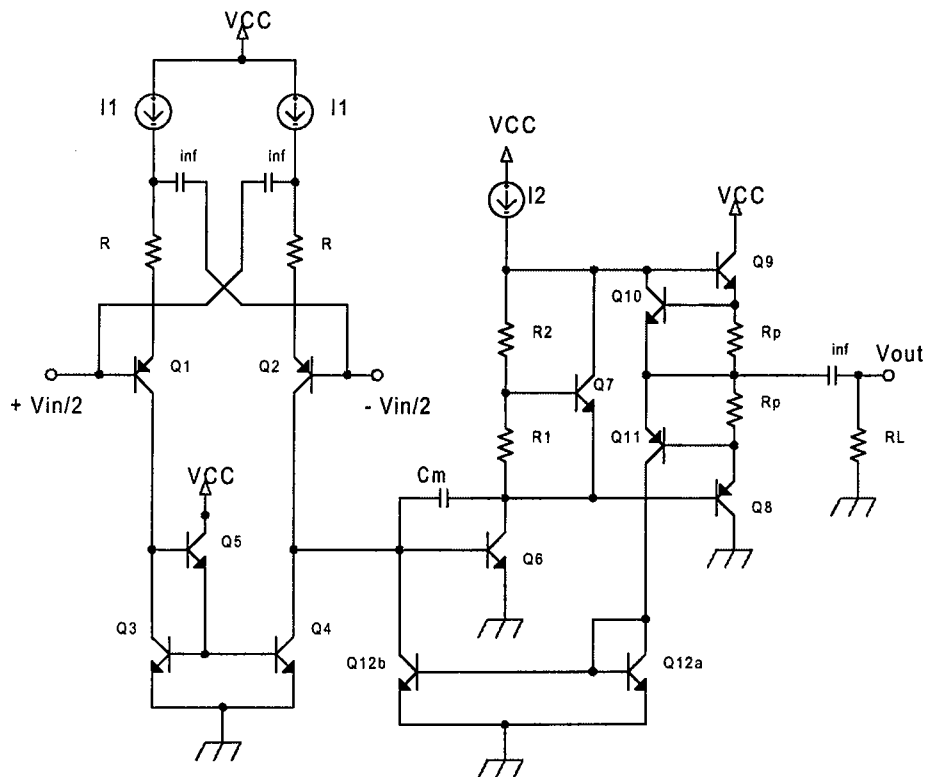 VCC
I1
I1
inf
inf
VCC
I2
VCC
R
R
Q9
Q10
R2
Rp
inf
Vout
Q1
Q2
Q7
+ Vin/2
- Vin/2
R1
Q11
Rp
RL
VCC
Cm
Q5
Q6
Q8
Q3
Q4
Q12b
Q12a